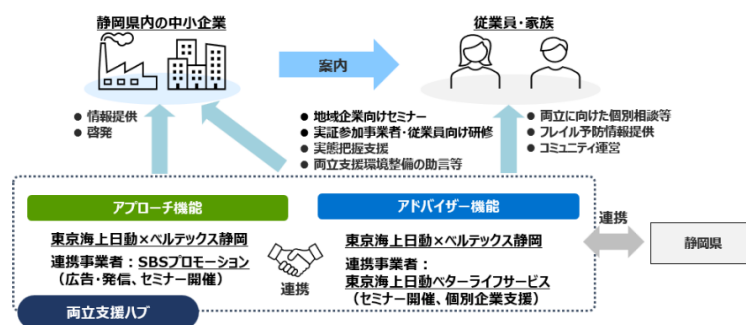 静岡県内の中小企業
従業員・家族
案内
● 情報提供
● 啓発
● 地域企業向けセミナー
● 実証参加事業者・従業員向け研修
● 実態把握支援
● 両立支援環境整備の助言等
● 両立に向けた個別相談等
● フレイル予防情報提供
● コミュニティ運営
アプローチ機能
東京海上日動×ベルテックス静岡
連携事業者：SBSプロモーション
（広告・発信、セミナー開催）
連携
アドバイザー機能
東京海上日動×ベルテックス静岡
連携事業者：
東京海上日動ベターライフサービス
（セミナー開催、個別企業支援）
連携
静岡県
両立支援ハブ